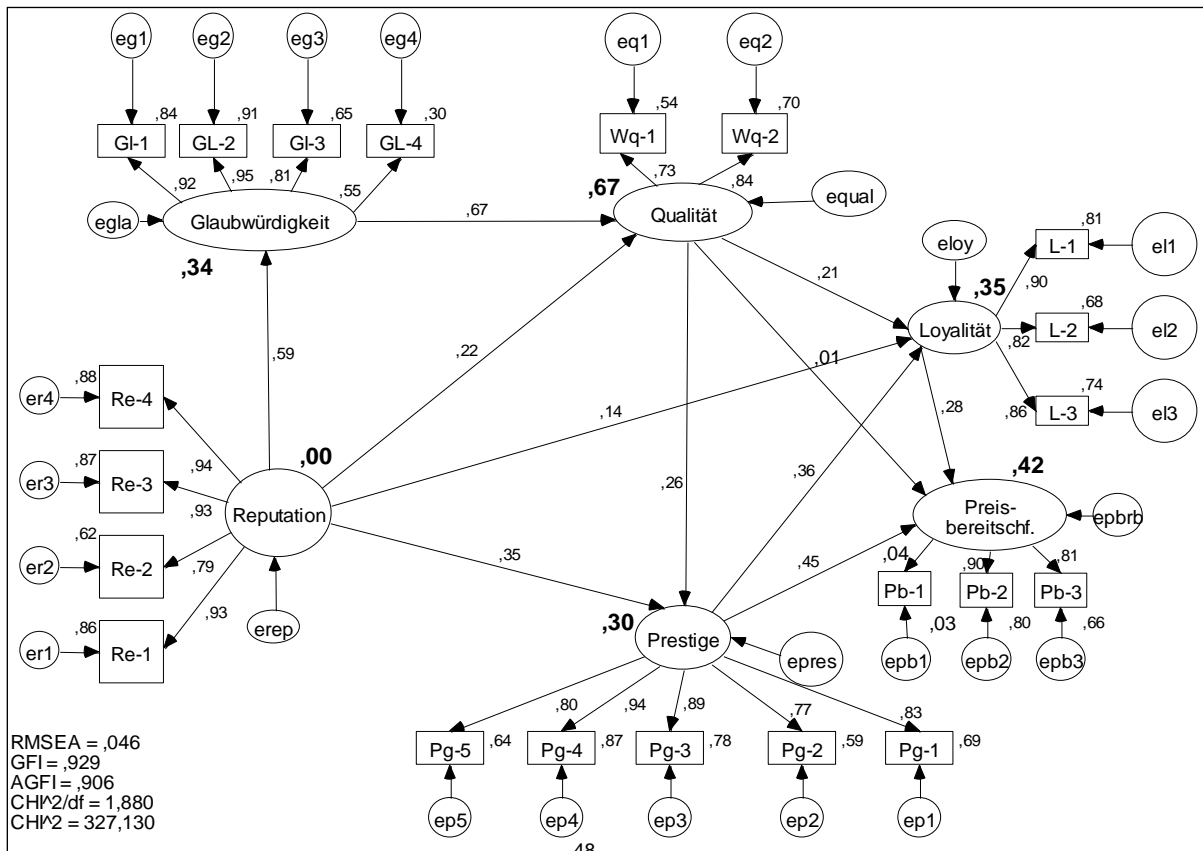 eg1 eg2 eg3 eg4 eq1 eq2
,84 ,91 ,65 ,30 ,54 ,70
Gl-1 GL-2 Gl-3 GL-4 Wq-1 Wq-2
,92 ,95 ,81 ,55 ,73 ,84
,67
egla Glaubwürdigkeit ,67 Qualität equal
,34
eloy ,81
L-1 el1
,21 ,35 ,90
,68
Loyalität L-2 el2
,82
,59 ,22 ,01
,74
,88
er4 Re-4 ,14 ,28 ,86 L-3 el3
,94
,87 ,00 ,42
er3 Re-3 ,26 ,36
,93 Reputation Preis-
bereitschf. epbrb
,62
er2 Re-2 ,35 ,45 ,04 ,90 ,81
,79 Pb-1 Pb-2 Pb-3
,93 erep ,30 Prestige ,03 ,80 ,66
,86
er1 Re-1 epres epb1 epb2 epb3
,80 ,94 ,89 ,77 ,83
Pg-5 ,64 Pg-4 ,87 Pg-3 ,78 Pg-2 ,59 Pg-1 ,69
ep5 ep4 ep3 ep2 ep1
RMSEA = ,046
GFI = ,929
AGFI = ,906
CHI^2/df = 1,880
CHI^2 = 327,130
48